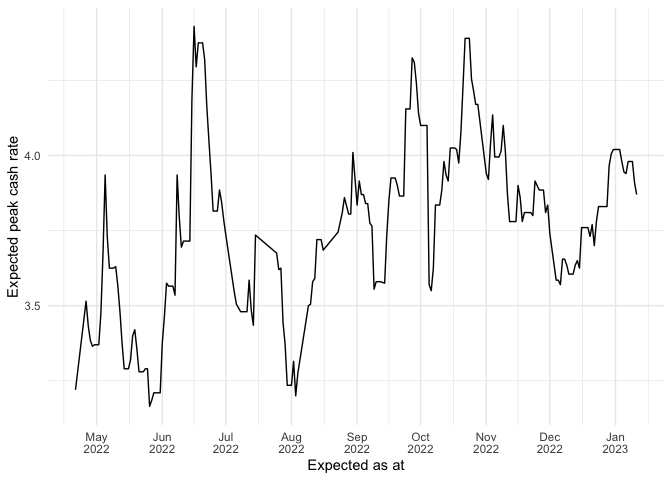 Expected peak cash rate
4.0
3.5
May Jun Jul Aug Sep Oct Nov Dec Jan
2022 2022 2022 2022 2022 2022 2022 2022 2023
Expected as at